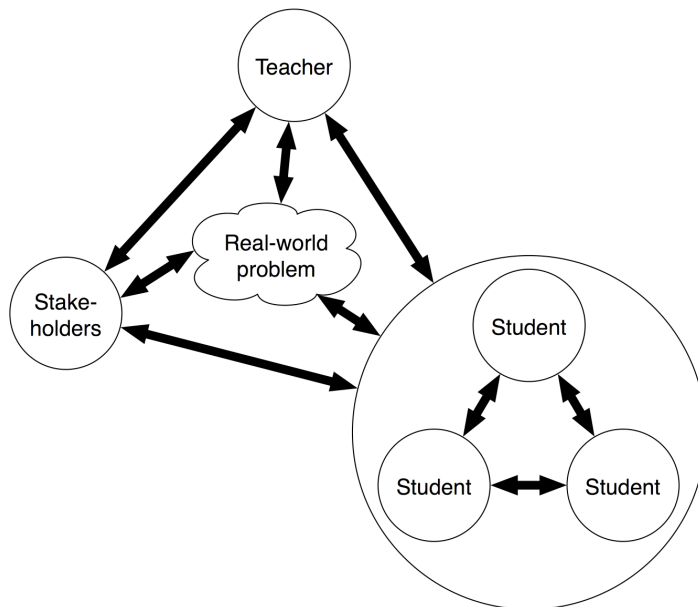 Teacher
Real-world
problem
Stake-
holders
Student
Student
Student